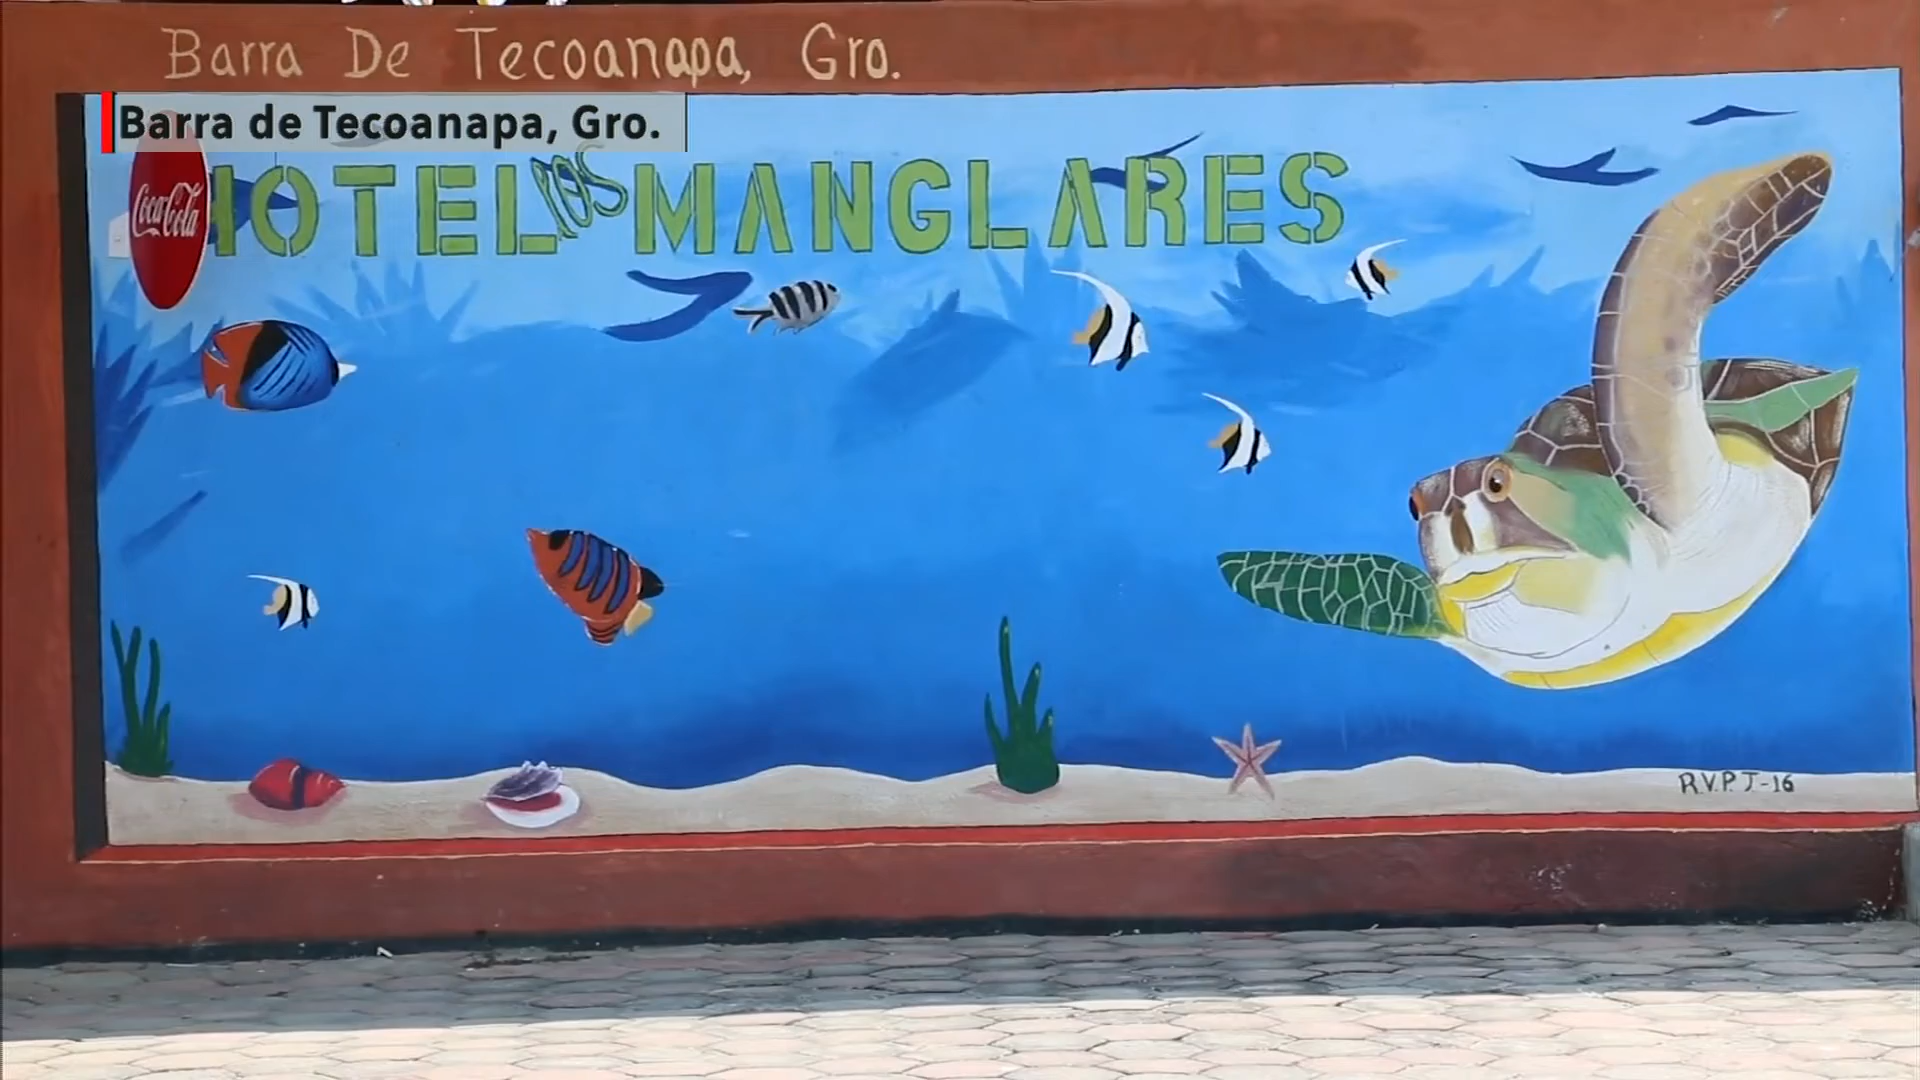 Barra De Tecoanapa, Gro.
Barra de Tecoanapa, Gro.
Coca-Cola
HOTEL LOS MANGLARES
R.V.P.J-16